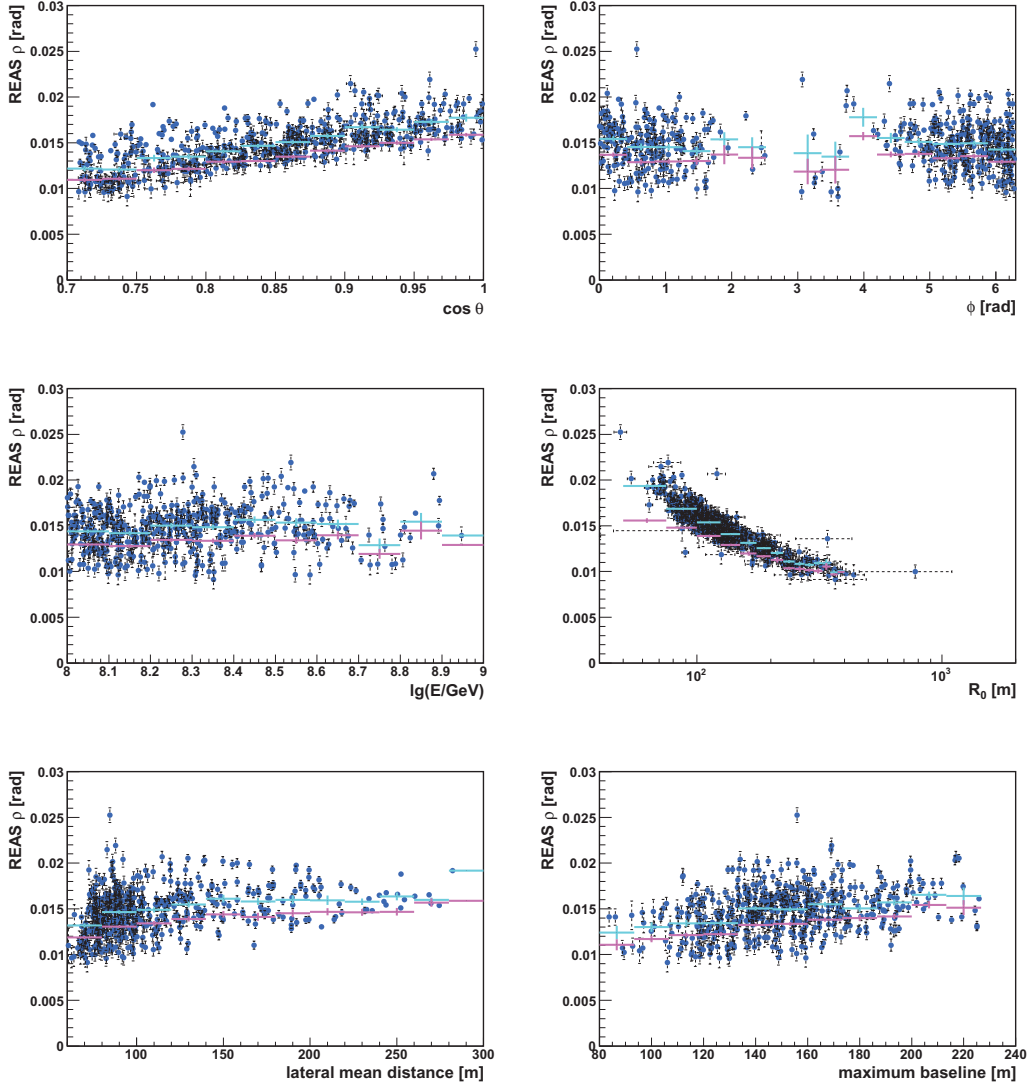 REAS ρ [rad]
0.03
0.025
0.02
0.015
0.01
0.005
0
0.7 0.75 0.8 0.85 0.9 0.95 1
cos θ
REAS ρ [rad]
0.03
0.025
0.02
0.015
0.01
0.005
0
0 1 2 3 4 5 6
ϕ [rad]
REAS ρ [rad]
0.03
0.025
0.02
0.015
0.01
0.005
0
8 8.1 8.2 8.3 8.4 8.5 8.6 8.7 8.8 8.9 9
lg(E/GeV)
REAS ρ [rad]
0.03
0.025
0.02
0.015
0.01
0.005
0
10² 10³
R₀ [m]
REAS ρ [rad]
0.03
0.025
0.02
0.015
0.01
0.005
0
100 150 200 250 300
lateral mean distance [m]
REAS ρ [rad]
0.03
0.025
0.02
0.015
0.01
0.005
0
80 100 120 140 160 180 200 220 240
maximum baseline [m]